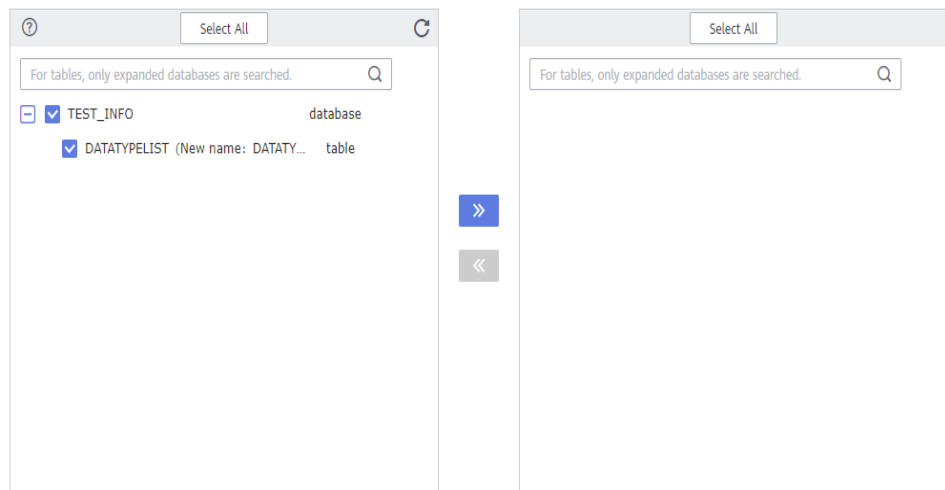 Select All
For tables, only expanded databases are searched.
TEST_INFO database
DATATYPELIST (New name: DATATY... table
Select All
For tables, only expanded databases are searched.